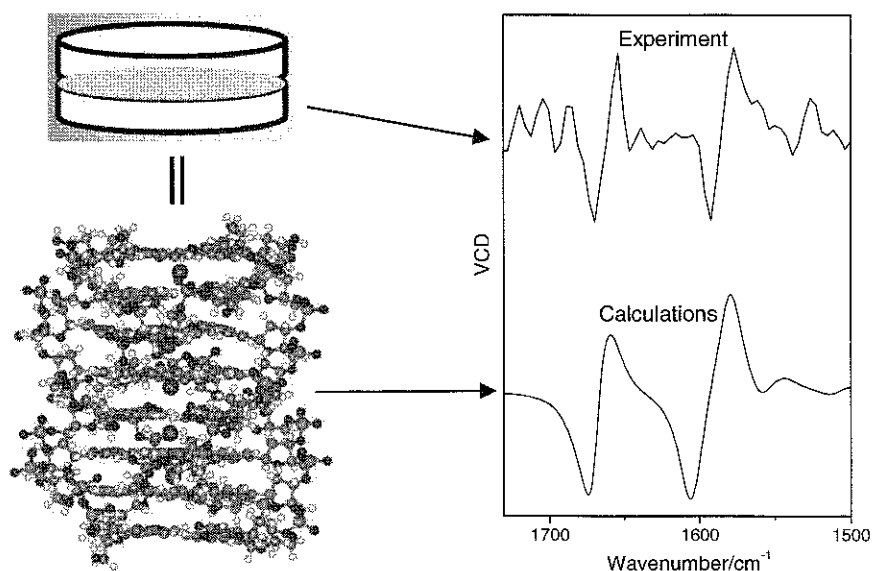 Experiment
VCD
Calculations
1700
1600
1500
Wavenumber/cm⁻¹